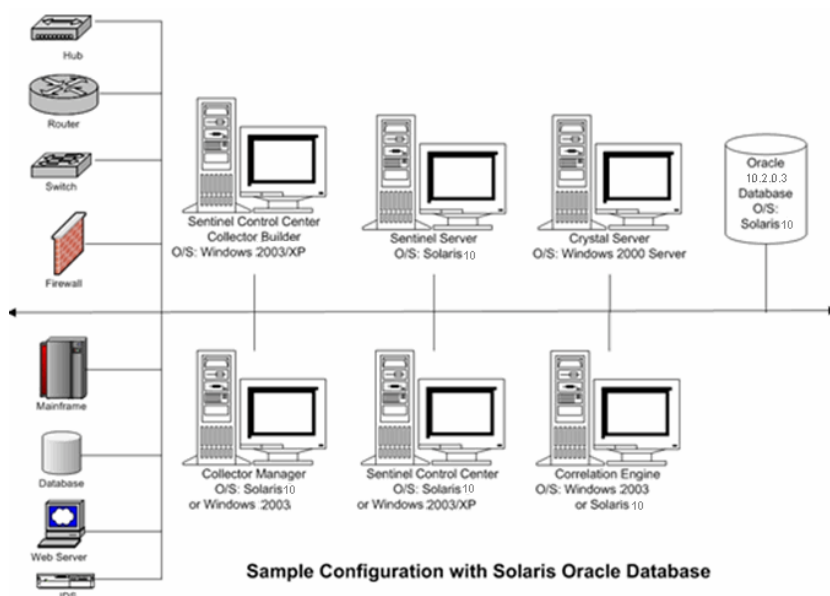 Hub
Router
Switch
Firewall
Mainframe
Database
Web Server
IDS
Sentinel Control Center
Collector Builder
O/S: Windows 2003/XP
Sentinel Server
O/S: Solaris 10
Crystal Server
O/S: Windows 2000 Server
Oracle
10.2.0.3
Database
O/S:
Solaris 10
Collector Manager
O/S: Solaris 10
or Windows 2003
Sentinel Control Center
O/S: Solaris 10
or Windows 2003/XP
Correlation Engine
O/S: Windows 2003
or Solaris 10
Sample Configuration with Solaris Oracle Database